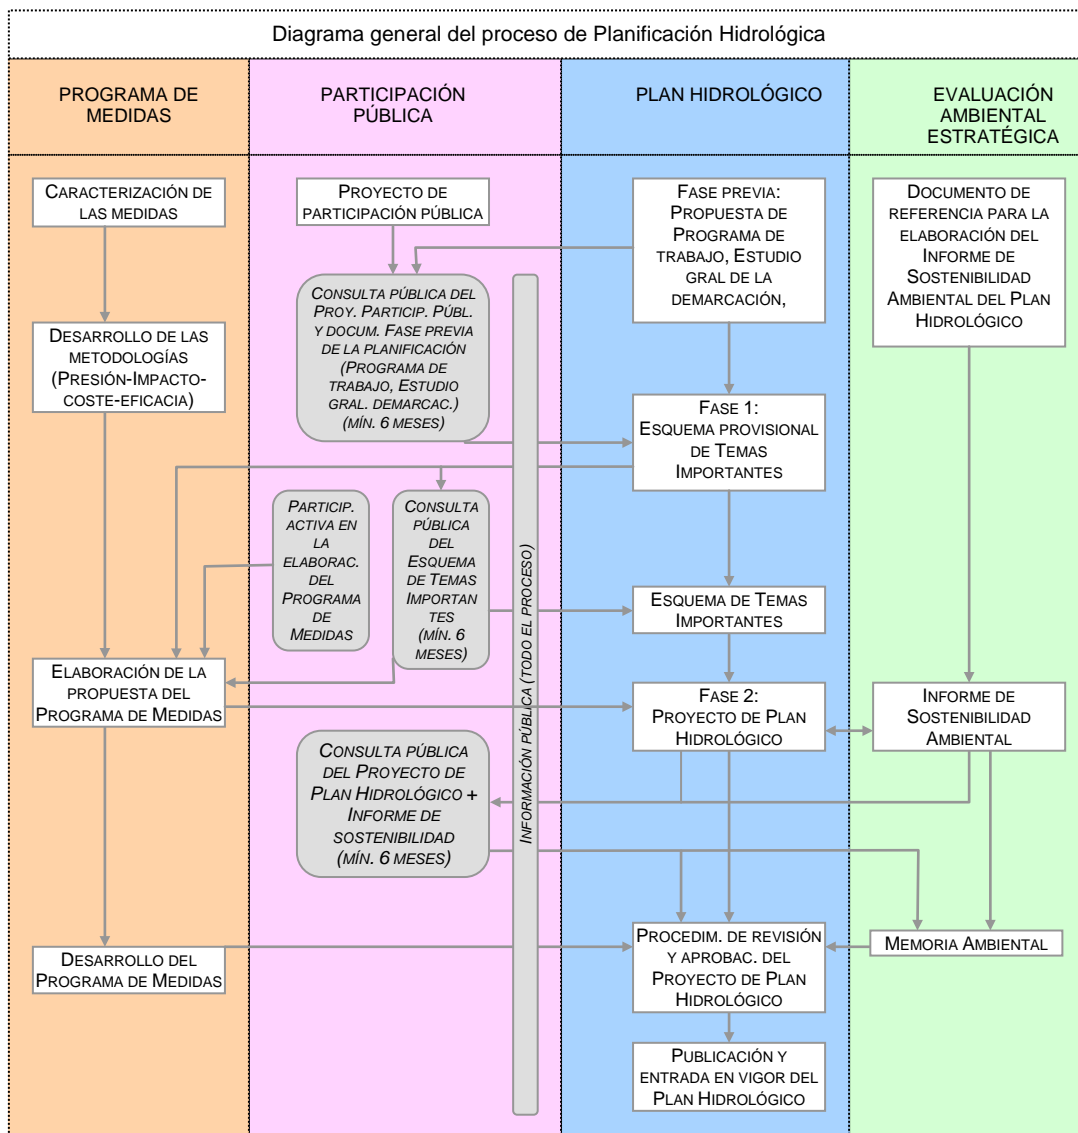 Diagrama general del proceso de Planificación Hidrológica
PROGRAMA DE
MEDIDAS
PARTICIPACIÓN
PÚBLICA
PLAN HIDROLÓGICO
EVALUACIÓN
AMBIENTAL
ESTRATÉGICA
CARACTERIZACIÓN DE
LAS MEDIDAS
DESARROLLO DE LAS
METODOLOGÍAS
(PRESIÓN-IMPACTO-
COSTE-EFICACIA)
ELABORACIÓN DE LA
PROPUESTA DEL
PROGRAMA DE MEDIDAS
DESARROLLO DEL
PROGRAMA DE MEDIDAS
PROYECTO DE
PARTICIPACIÓN PÚBLICA
CONSULTA PÚBLICA DEL
PROY. PARTICIP. PÚBL.
Y DOCUM. FASE PREVIA
DE LA PLANIFICACIÓN
(PROGRAMA DE
TRABAJO, ESTUDIO
GRAL. DEMARCAC.)
(MÍN. 6 MESES)
PARTICIP.
ACTIVA EN
LA
ELABORAC.
DEL
PROGRAMA
DE
MEDIDAS
CONSULTA
PÚBLICA
DEL
ESQUEMA
DE TEMAS
IMPORTAN
TES
(MÍN. 6
MESES)
CONSULTA PÚBLICA
DEL PROYECTO DE
PLAN HIDROLÓGICO +
INFORME DE
SOSTENIBILIDAD
(MÍN. 6 MESES)
INFORMACIÓN PÚBLICA (TODO EL PROCESO)
FASE PREVIA:
PROPUESTA DE
PROGRAMA DE
TRABAJO, ESTUDIO
GRAL DE LA
DEMARCACIÓN,
FASE 1:
ESQUEMA PROVISIONAL
DE TEMAS
IMPORTANTES
ESQUEMA DE TEMAS
IMPORTANTES
FASE 2:
PROYECTO DE PLAN
HIDROLÓGICO
PROCEDIM. DE REVISIÓN
Y APROBAC. DEL
PROYECTO DE PLAN
HIDROLÓGICO
PUBLICACIÓN Y
ENTRADA EN VIGOR DEL
PLAN HIDROLÓGICO
DOCUMENTO DE
REFERENCIA PARA LA
ELABORACIÓN DEL
INFORME DE
SOSTENIBILIDAD
AMBIENTAL DEL PLAN
HIDROLÓGICO
INFORME DE
SOSTENIBILIDAD
AMBIENTAL
MEMORIA AMBIENTAL